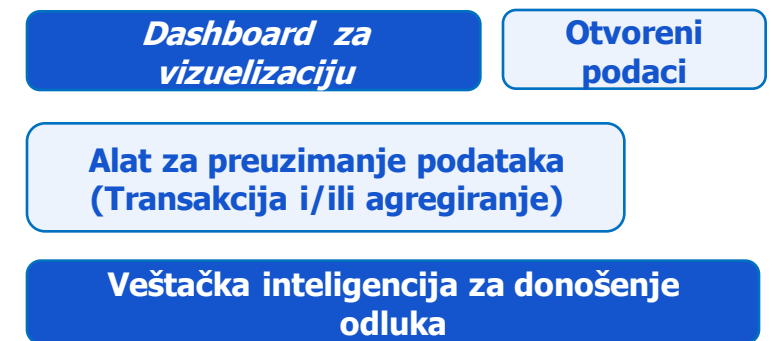 Dashboard za
vizuelizaciju
Otvoreni
podaci
Alat za preuzimanje podataka
(Transakcija i/ili agregiranje)
Veštačka inteligencija za donošenje
odluka